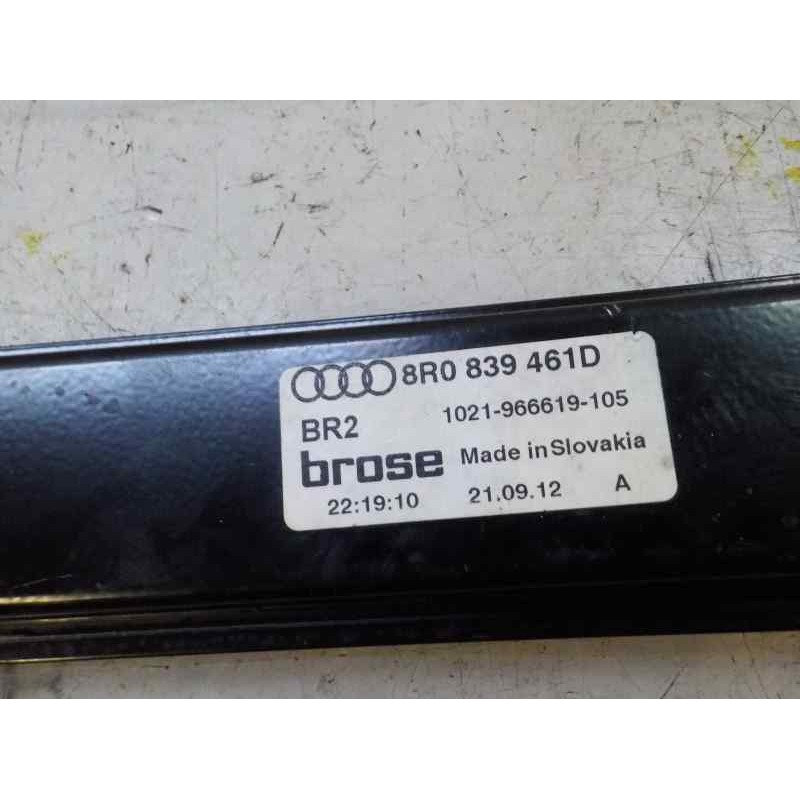 8R0 839 461D
BR2 1021-966619-105
brose Made in Slovakia
22:19:10 21.09.12 A